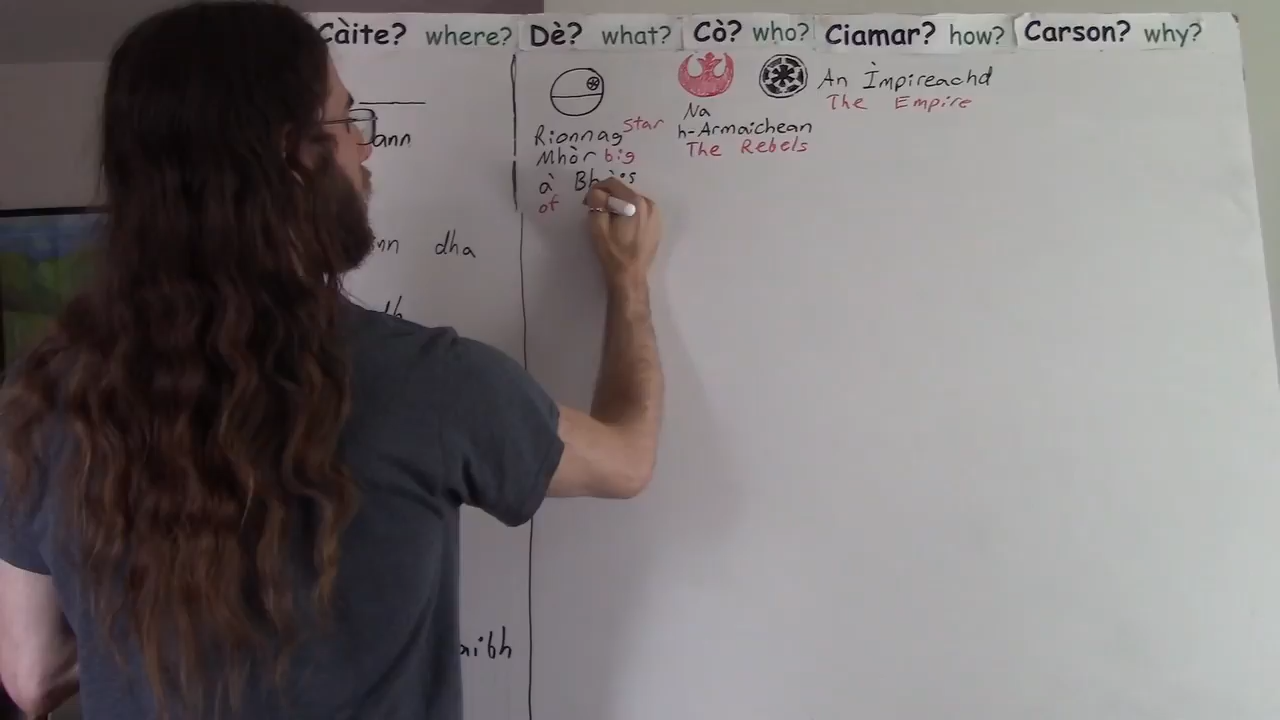 Càite? where? Dè? what? Cò? who? Ciamar? how? Carson? why?
dha
Rionnag star
Mhòr big
à
of
Na
h-Armaichean
The Rebels
An Ìmpireachd
The Empire